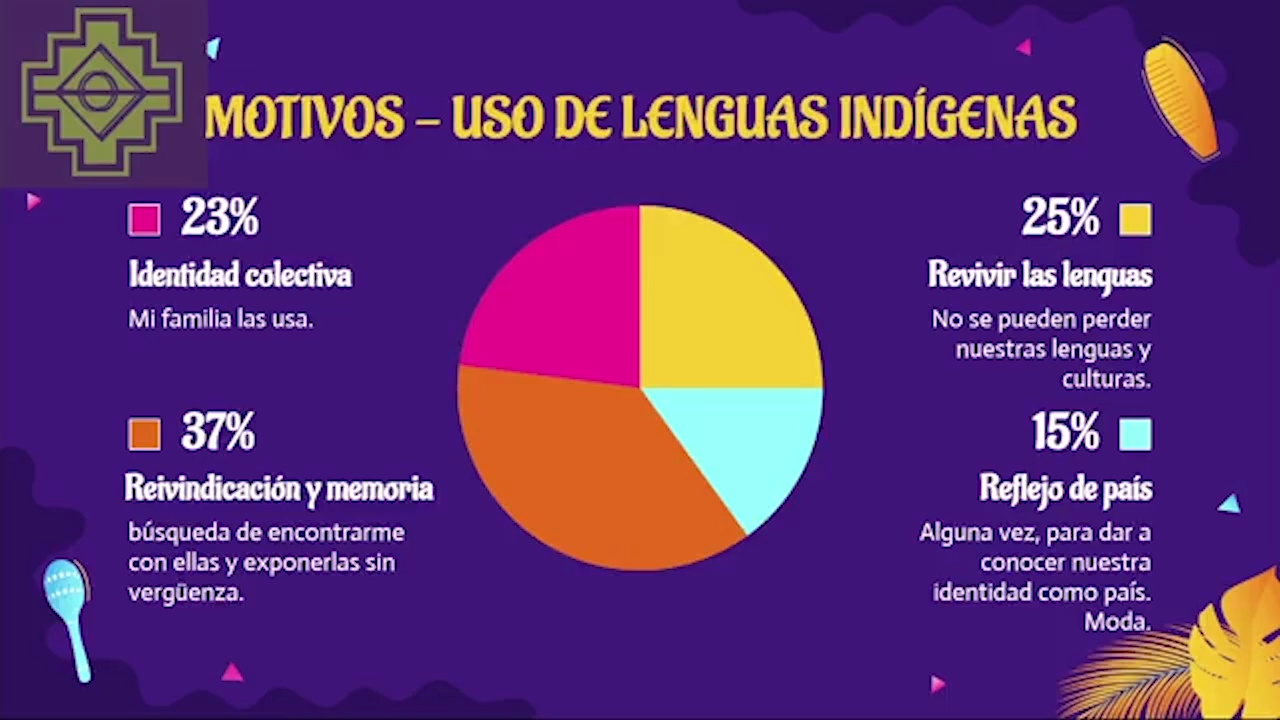 MOTIVOS – USO DE LENGUAS INDÍGENAS
23%
Identidad colectiva
Mi familia las usa.
37%
Reivindicación y memoria
búsqueda de encontrarme
con ellas y exponerlas sin
vergüenza.
25%
Revivir las lenguas
No se pueden perder
nuestras lenguas y
culturas.
15%
Reflejo de país
Alguna vez, para dar a
conocer nuestra
identidad como país.
Moda.